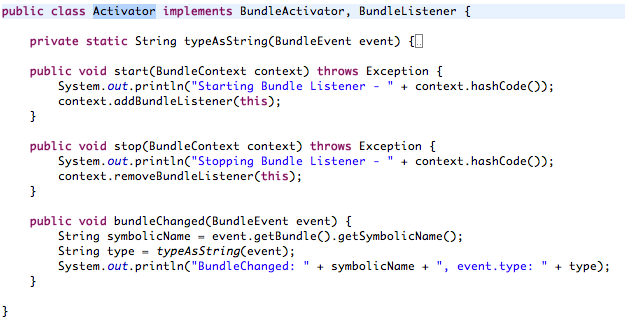 public class Activator implements BundleActivator, BundleListener {
private static String typeAsString(BundleEvent event) {
public void start(BundleContext context) throws Exception {
System.out.println("Starting Bundle Listener - " + context.hashCode());
context.addBundleListener(this);
}
public void stop(BundleContext context) throws Exception {
System.out.println("Stopping Bundle Listener - " + context.hashCode());
context.removeBundleListener(this);
}
public void bundleChanged(BundleEvent event) {
String symbolicName = event.getBundle().getSymbolicName();
String type = typeAsString(event);
System.out.println("BundleChanged: " + symbolicName + ", event.type: " + type);
}
}